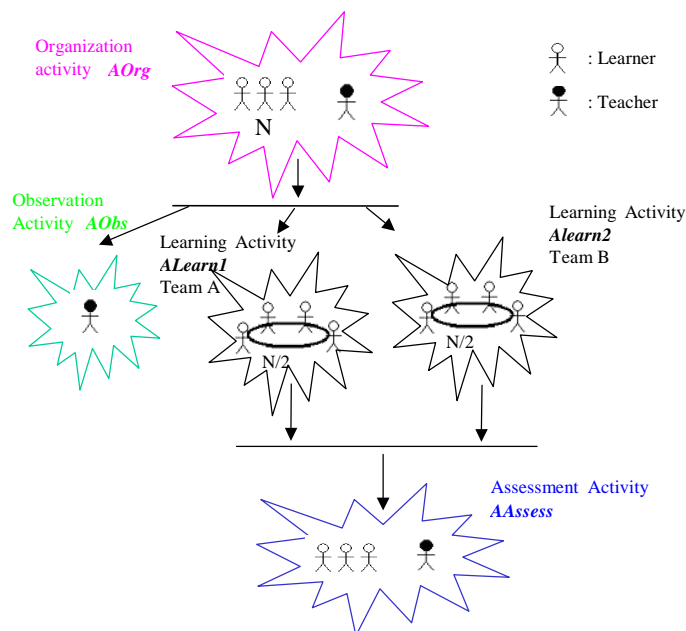 Organization
activity AOrg
N
: Learner
: Teacher
Observation
Activity AObs
Learning Activity
ALearn1
Team A
N/2
Learning Activity
Alearn2
Team B
N/2
Assessment Activity
AAssess